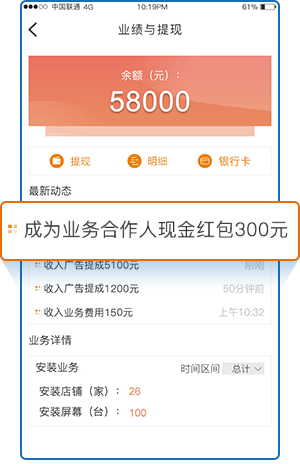 中国联通 4G 10:19PM 61%
业绩与提现
余额（元）:
58000
提现 明细 银行卡
最新动态
成为业务合作人现金红包300元
收入广告提成5100元 刚刚
收入广告提成1200元 50分钟前
收入业务费用150元 上午10:32
业务详情
安装业务 时间区间 总计
安装店铺（家）: 26
安装屏幕（台）: 100